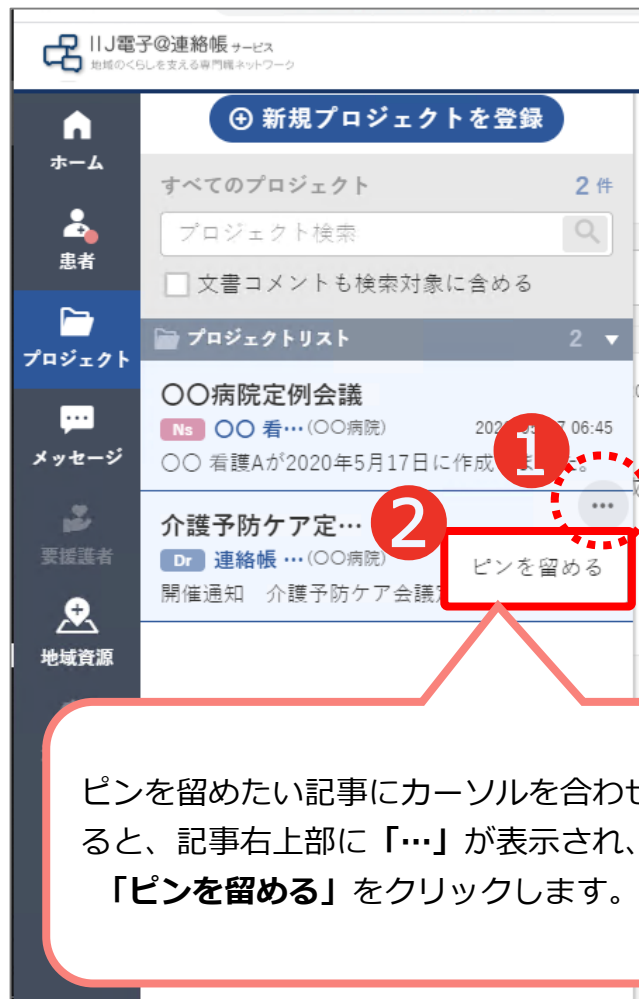 IIJ電子@連絡帳サービス
地域のくらしを支える専門職ネットワーク
ホーム
患者
プロジェクト
メッセージ
要援護者
地域資源
新規プロジェクトを登録
すべてのプロジェクト 2 件
プロジェクト検索
文書コメントも検索対象に含める
プロジェクトリスト 2 ▼
〇〇病院定例会議
Ns 〇〇 看…(〇〇病院) 06:45
〇〇 看護Aが2020年5月17日に作成
1
…
介護予防ケア定…
2
Dr 連絡帳 …(〇〇病院)
ピンを留める
開催通知 介護予防ケア会議
ピンを留めたい記事にカーソルを合わせ
ると、記事右上部に「…」が表示され、
「ピンを留める」をクリックします。